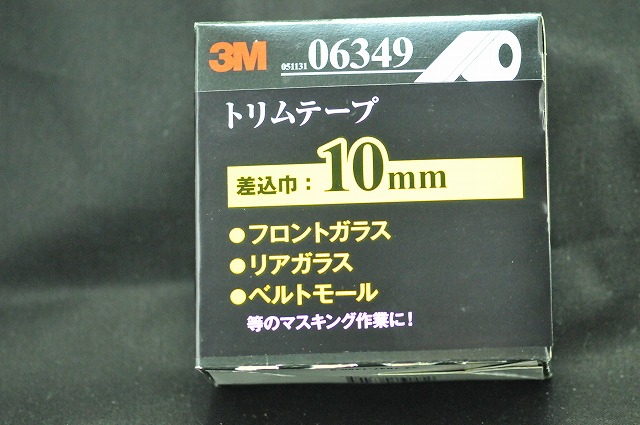 3M 051131 06349
トリムテープ
差込巾：10mm
●フロントガラス
●リアガラス
●ベルトモール
等のマスキング作業に！